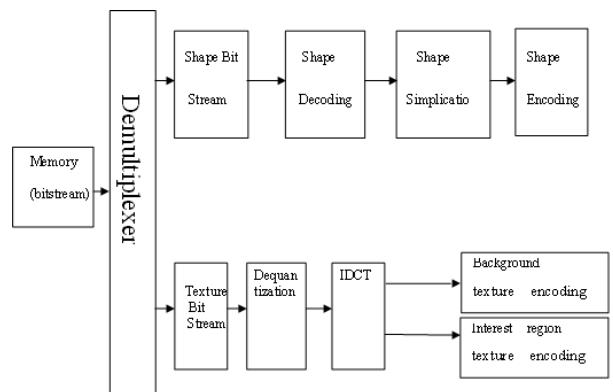 Shape Bit
Stream
Shape
Decoding
Shape
Simplicatio
Shape
Encoding
Demultiplexer
Memory
(bitstream)
Texture
Bit
Stream
Dequan
tization
IDCT
Background
texture encoding
Interest region
texture encoding